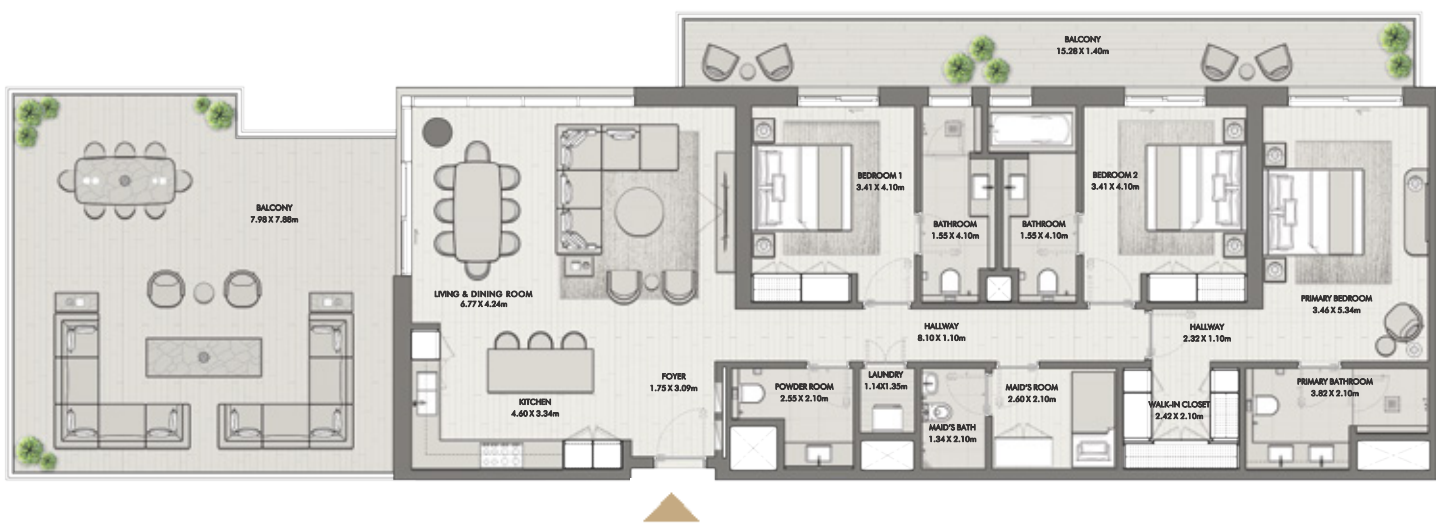 BALCONY
15.28 X 1.40m
BALCONY
7.98 X 7.88m
LIVING & DINING ROOM
6.77 X 4.24m
KITCHEN
4.60 X 3.34m
FOYER
1.75 X 3.09m
BEDROOM 1
3.41 X 4.10m
BATHROOM
1.55 X 4.10m
BATHROOM
1.55 X 4.10m
BEDROOM 2
3.41 X 4.10m
PRIMARY BEDROOM
3.46 X 5.34m
HALLWAY
8.10 X 1.10m
HALLWAY
2.32 X 1.10m
POWDER ROOM
2.55 X 2.10m
LAUNDRY
1.14X1.35m
MAID'S BATH
1.34 X 2.10m
MAID'S ROOM
2.60 X 2.10m
WALK-IN CLOSET
2.42 X 2.10m
PRIMARY BATHROOM
3.82 X 2.10m